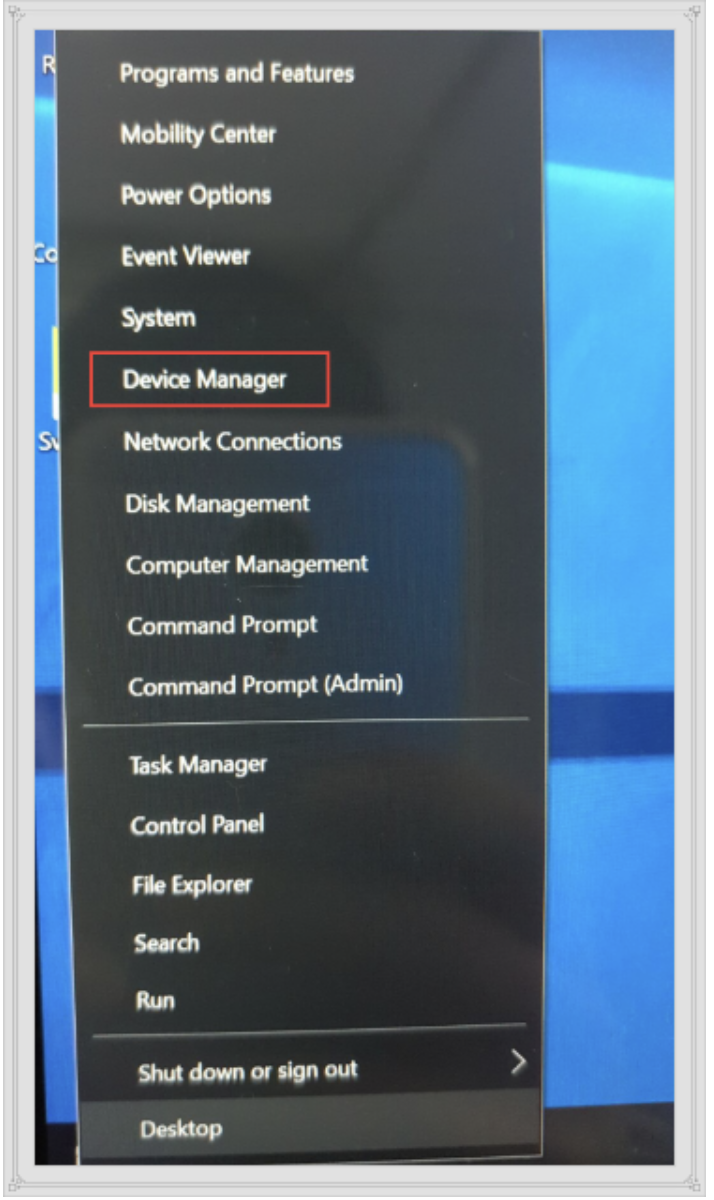 R
Programs and Features
Mobility Center
Power Options
Co
Event Viewer
System
Device Manager
Sv
Network Connections
Disk Management
Computer Management
Command Prompt
Command Prompt (Admin)
Task Manager
Control Panel
File Explorer
Search
Run
Shut down or sign out
Desktop